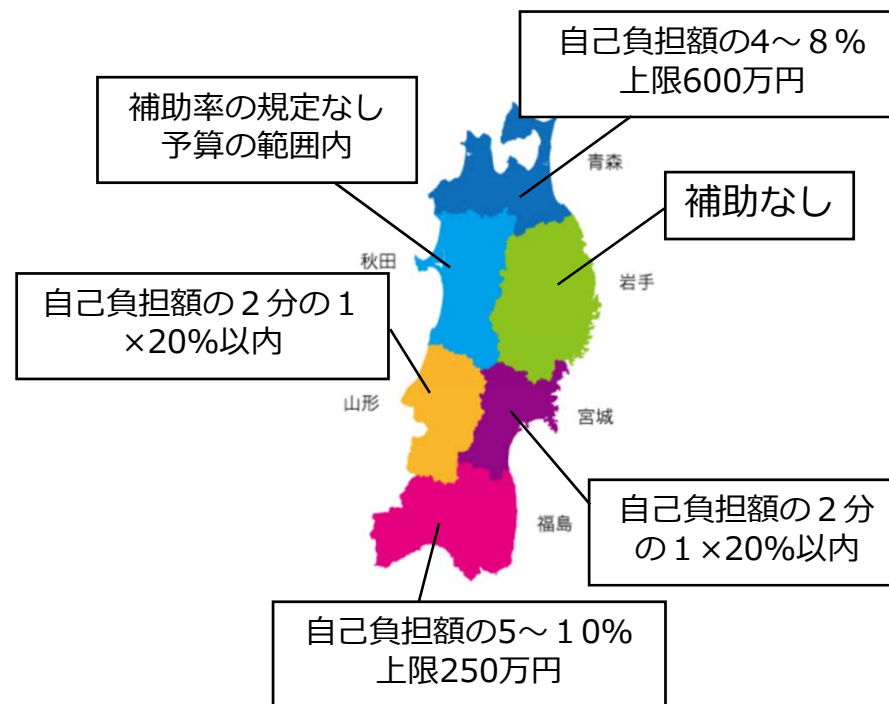 自己負担額の4～８%
上限600万円
補助率の規定なし
予算の範囲内
青森
補助なし
秋田
岩手
自己負担額の２分の１
×20%以内
山形
宮城
自己負担額の２分
の１×20%以内
福島
自己負担額の5～１0%
上限250万円